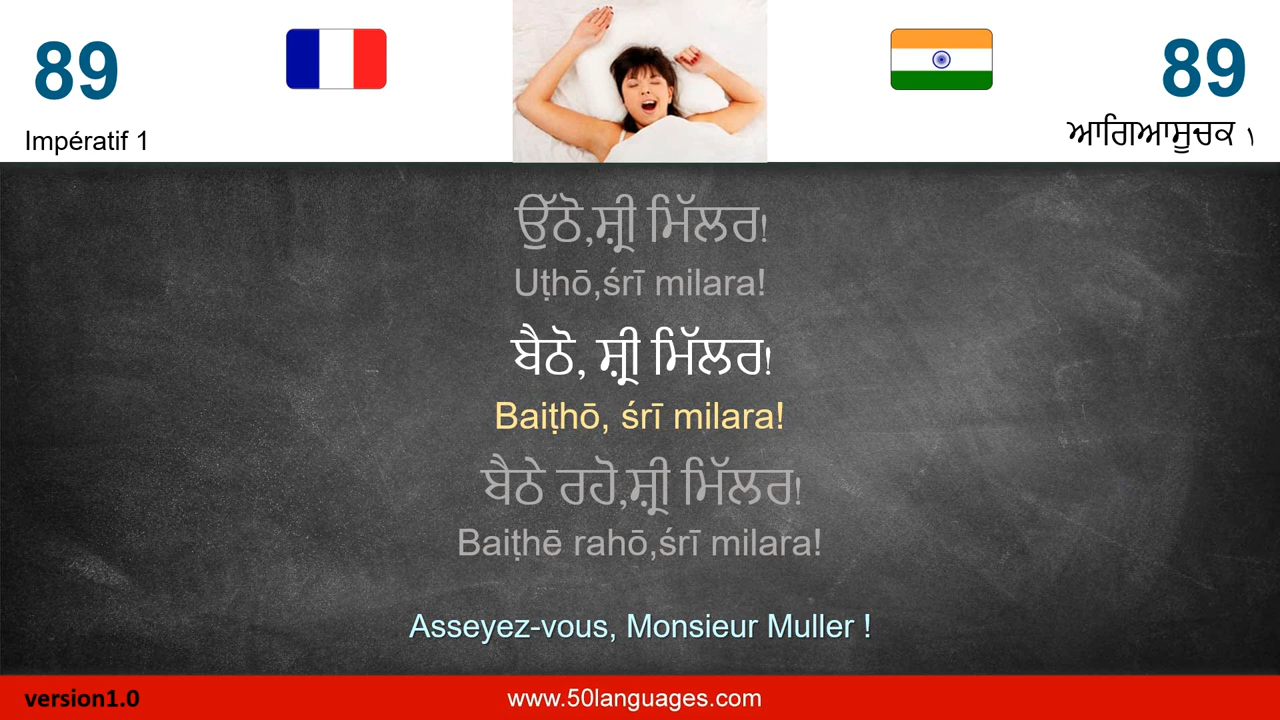 89
89
Impératif 1
ਆਗਿਆਸੂਚਕ ੧
ਉੱਠੋ,ਸ਼੍ਰੀ ਮਿੱਲਰ!
Uṭhō,śrī milara!
ਬੈਠੋ, ਸ਼੍ਰੀ ਮਿੱਲਰ!
Baiṭhō, śrī milara!
ਬੈਠੇ ਰਹੋ,ਸ਼੍ਰੀ ਮਿੱਲਰ!
Baiṭhē rahō,śrī milara!
Asseyez-vous, Monsieur Muller !
version1.0
www.50languages.com